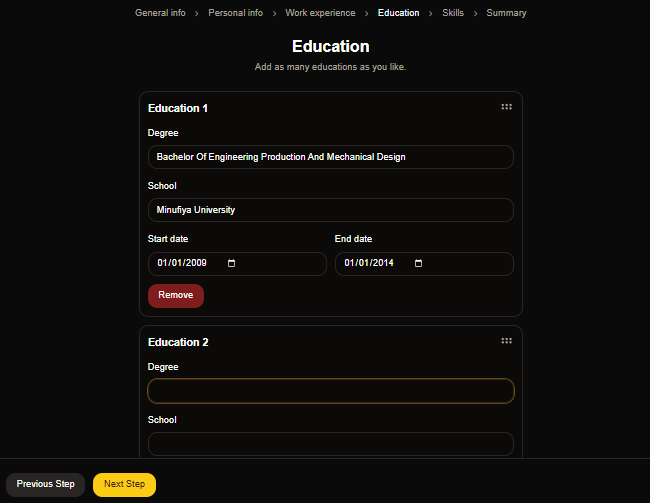 General info > Personal info > Work experience > Education > Skills > Summary
Education
Add as many educations as you like.
Education 1
Degree
Bachelor Of Engineering Production And Mechanical Design
School
Minufiya University
Start date End date
01/01/2009 01/01/2014
Remove
Education 2
Degree
School
Previous Step Next Step